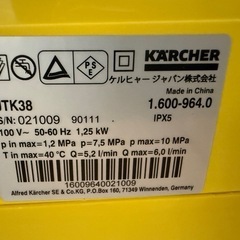 KÄRCHER
PSE
ケルヒャー ジャパン株式会社
JTK38
1.600-964.0
S/N: 021009 90111
IPX5
100 V~ 50-60 Hz 1,25 kW
p in max=1,2 MPa p=7,5 MPa p max=10 MPa
T in max=40 °C Q=5,2 l/min Q max=6,0 l/min
16009640021009
Alfred Kärcher SE & Co.KG, P.O.Box 160, 71349 Winnenden, Germany